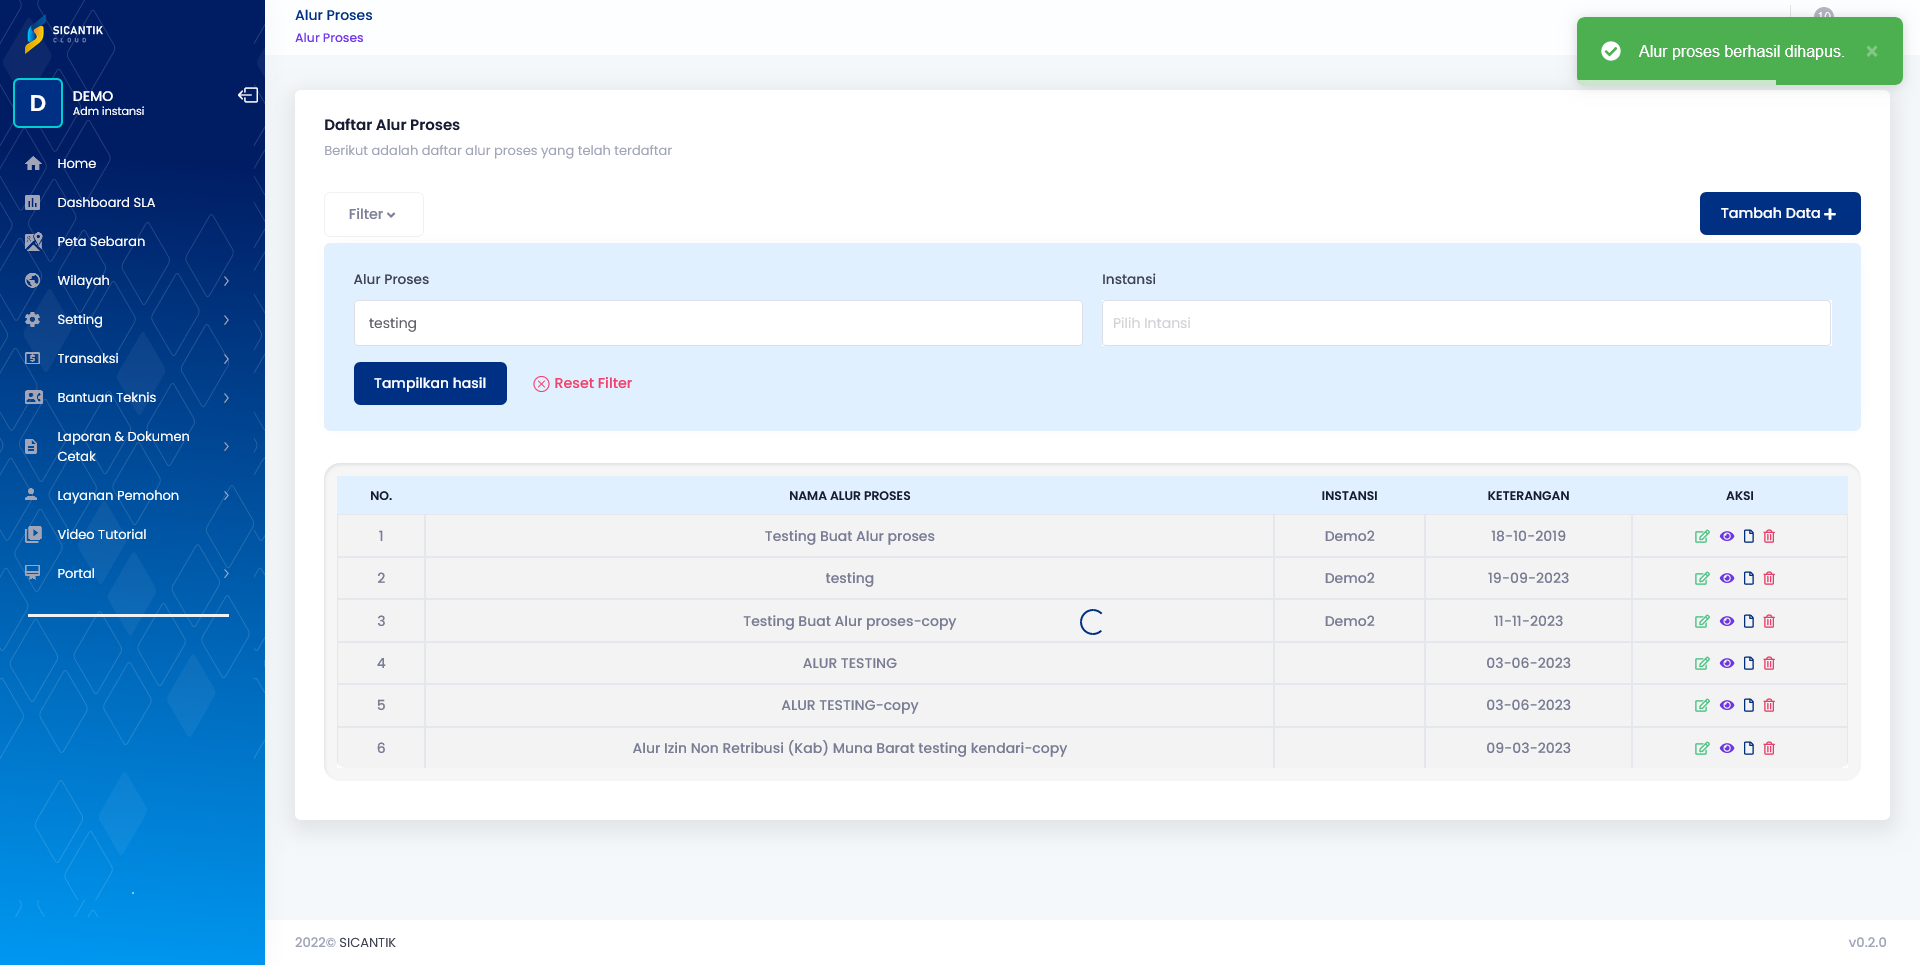 SICANTIK
CLOUD
D
DEMO
Adm instansi
Home
Dashboard SLA
Peta Sebaran
Wilayah
Setting
Transaksi
Bantuan Teknis
Laporan & Dokumen
Cetak
Layanan Pemohon
Video Tutorial
Portal
Alur Proses
Alur Proses
Alur proses berhasil dihapus.
Daftar Alur Proses
Berikut adalah daftar alur proses yang telah terdaftar
Filter
Tambah Data
Alur Proses
Instansi
testing
Pilih Intansi
Tampilkan hasil
Reset Filter
NO. NAMA ALUR PROSES INSTANSI KETERANGAN AKSI
1 Testing Buat Alur proses Demo2 18-10-2019
2 testing Demo2 19-09-2023
3 Testing Buat Alur proses-copy Demo2 11-11-2023
4 ALUR TESTING 03-06-2023
5 ALUR TESTING-copy 03-06-2023
6 Alur Izin Non Retribusi (Kab) Muna Barat testing kendari-copy 09-03-2023
2022© SICANTIK
v0.2.0